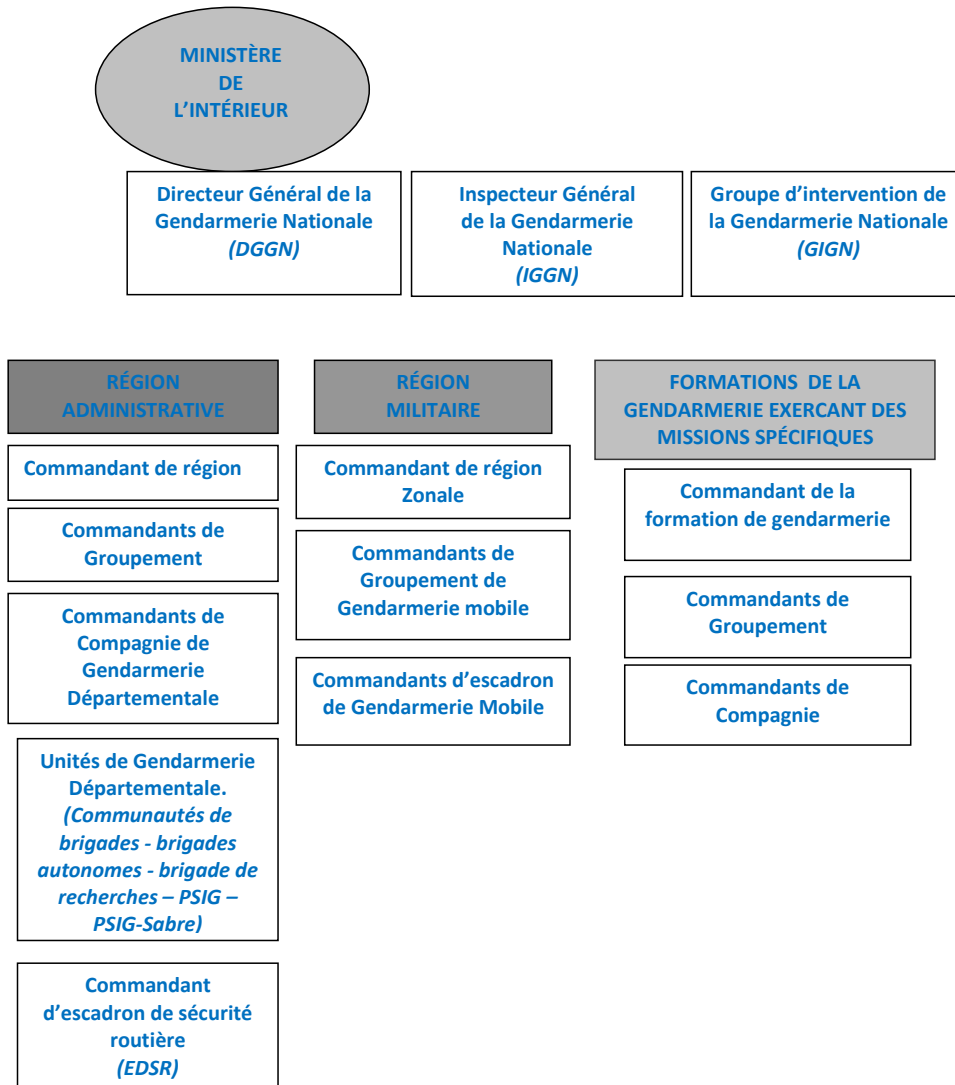 MINISTÈRE
DE
L’INTÉRIEUR
Directeur Général de la
Gendarmerie Nationale
(DGGN)
Inspecteur Général
de la Gendarmerie
Nationale
(IGGN)
Groupe d’intervention de
la Gendarmerie Nationale
(GIGN)
RÉGION
ADMINISTRATIVE
Commandant de région
Commandants de
Groupement
Commandants de
Compagnie de
Gendarmerie
Départementale
Unités de Gendarmerie
Départementale.
(Communautés de
brigades - brigades
autonomes - brigade de
recherches – PSIG –
PSIG-Sabre)
Commandant
d’escadron de sécurité
routière
(EDSR)
RÉGION
MILITAIRE
Commandant de région
Zonale
Commandants de
Groupement de
Gendarmerie mobile
Commandants d’escadron
de Gendarmerie Mobile
FORMATIONS DE LA
GENDARMERIE EXERCANT DES
MISSIONS SPÉCIFIQUES
Commandant de la
formation de gendarmerie
Commandants de
Groupement
Commandants de
Compagnie